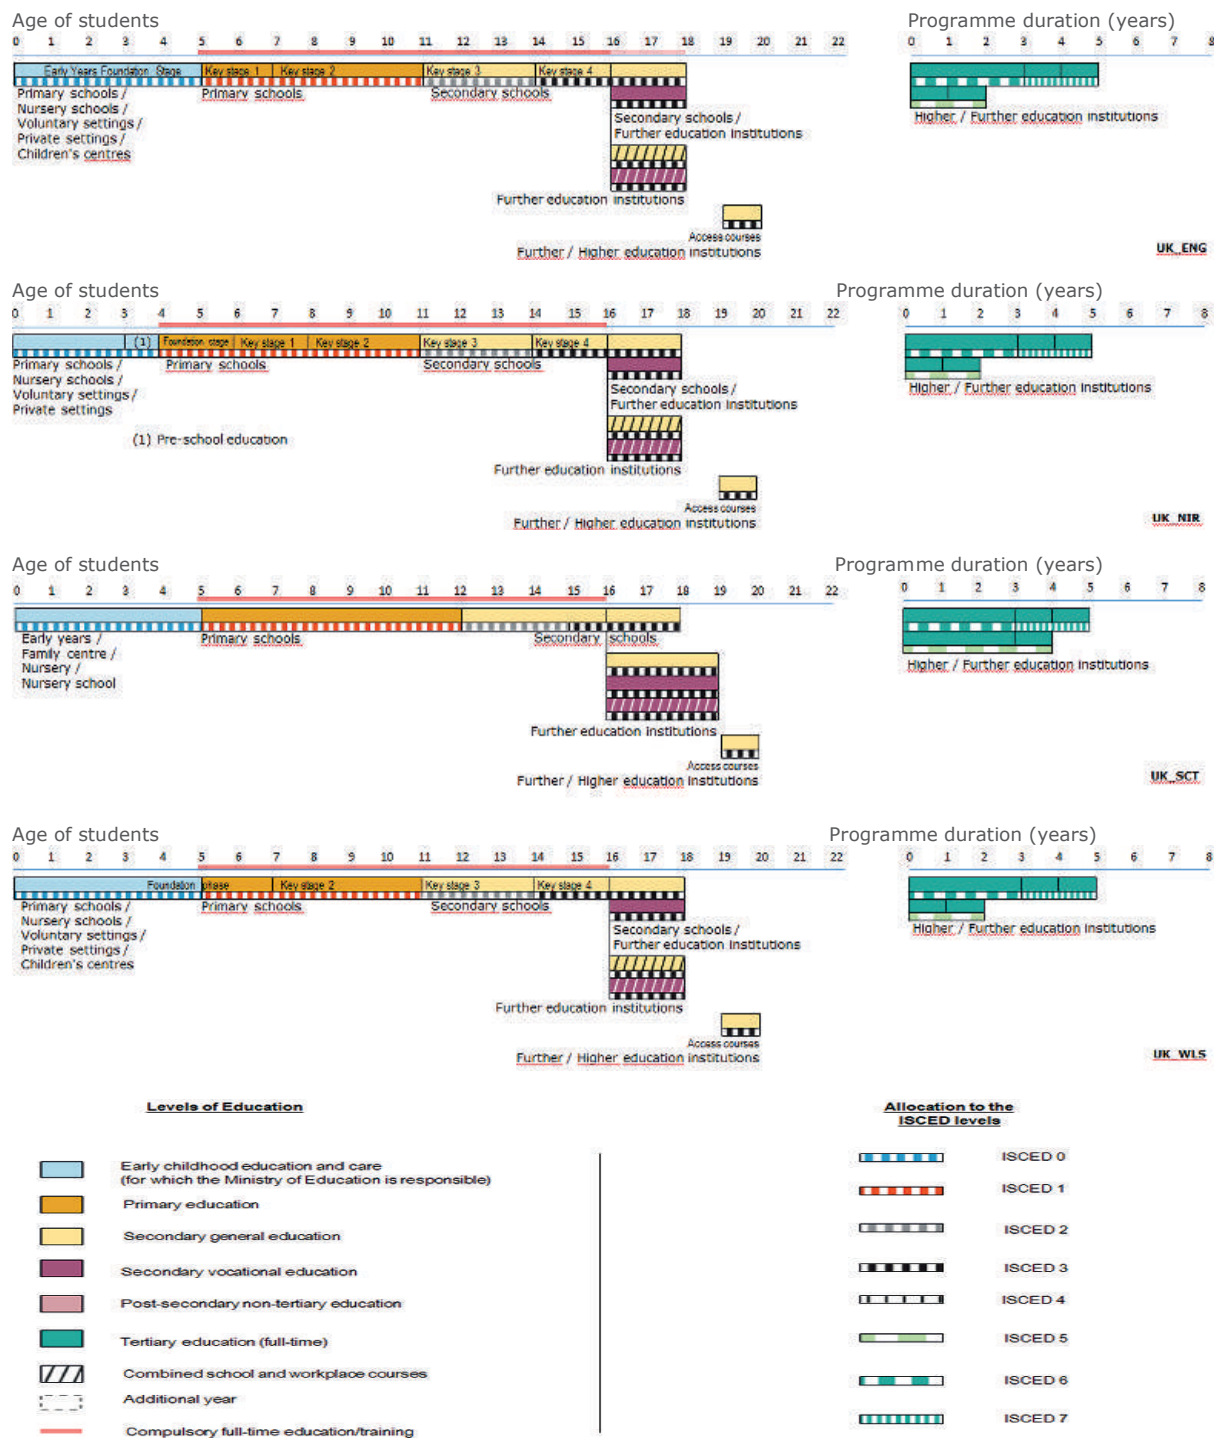 Age of students Programme duration (years)
0 1 2 3 4 5 6 7 8 9 10 11 12 13 14 15 16 17 18 19 20 21 22 0 1 2 3 4 5 6 7 8
Early Years Foundation Stage Key stage 1 Key stage 2 Key stage 3 Key stage 4
Primary schools / Primary schools Secondary schools
Nursery schools /
Voluntary settings /
Private settings /
Children's centres
Secondary schools /
Further education institutions
Higher / Further education institutions
Further education institutions
Access courses
Further / Higher education institutions
UK_ENG
Age of students Programme duration (years)
0 1 2 3 4 5 6 7 8 9 10 11 12 13 14 15 16 17 18 19 20 21 22 0 1 2 3 4 5 6 7 8
(1) Foundation stage Key stage 1 Key stage 2 Key stage 3 Key stage 4
Primary schools / Primary schools Secondary schools
Nursery schools /
Voluntary settings /
Private settings
Secondary schools /
Further education institutions
Higher / Further education institutions
(1) Pre-school education
Further education institutions
Access courses
Further / Higher education institutions
UK_NIR
Age of students Programme duration (years)
0 1 2 3 4 5 6 7 8 9 10 11 12 13 14 15 16 17 18 19 20 21 22 0 1 2 3 4 5 6 7 8
Early years / Primary schools Secondary schools
Family centre /
Nursery /
Nursery school
Higher / Further education institutions
Further education institutions
Access courses
Further / Higher education institutions
UK_SCT
Age of students Programme duration (years)
0 1 2 3 4 5 6 7 8 9 10 11 12 13 14 15 16 17 18 19 20 21 22 0 1 2 3 4 5 6 7 8
Foundation phase Key stage 2 Key stage 3 Key stage 4
Primary schools / Primary schools Secondary schools
Nursery schools /
Voluntary settings /
Private settings /
Children's centres
Secondary schools /
Further education institutions
Higher / Further education institutions
Further education institutions
Access courses
Further / Higher education institutions
UK_WLS
Levels of Education
Early childhood education and care
(for which the Ministry of Education is responsible)
Primary education
Secondary general education
Secondary vocational education
Post-secondary non-tertiary education
Tertiary education (full-time)
Combined school and workplace courses
Additional year
Compulsory full-time education/training
Allocation to the
ISCED levels
ISCED 0
ISCED 1
ISCED 2
ISCED 3
ISCED 4
ISCED 5
ISCED 6
ISCED 7